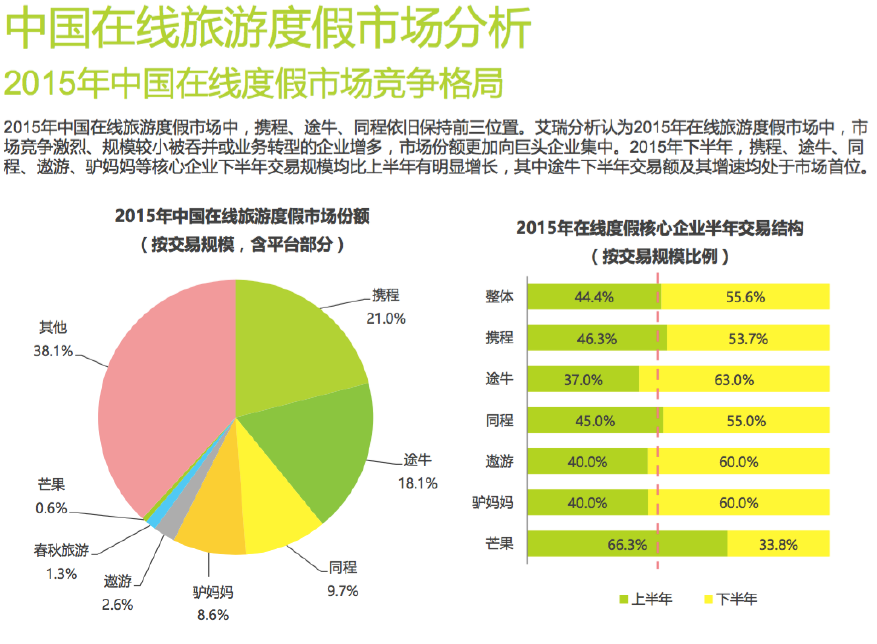 中国在线旅游度假市场分析
2015年中国在线度假市场竞争格局
2015年中国在线旅游度假市场中，携程、途牛、同程依旧保持前三位置。艾瑞分析认为2015年在线旅游度假市场中，市
场竞争激烈、规模较小被吞并或业务转型的企业增多，市场份额更加向巨头企业集中。2015年下半年，携程、途牛、同
程、遨游、驴妈妈等核心企业下半年交易规模均比上半年有明显增长，其中途牛下半年交易额及其增速均处于市场首位。
2015年中国在线旅游度假市场份额
（按交易规模，含平台部分）
携程
21.0%
途牛
18.1%
同程
9.7%
驴妈妈
8.6%
遨游
2.6%
春秋旅游
1.3%
芒果
0.6%
其他
38.1%
2015年在线度假核心企业半年交易结构
（按交易规模比例）
整体 44.4% 55.6%
携程 46.3% 53.7%
途牛 37.0% 63.0%
同程 45.0% 55.0%
遨游 40.0% 60.0%
驴妈妈 40.0% 60.0%
芒果 66.3% 33.8%
上半年 下半年